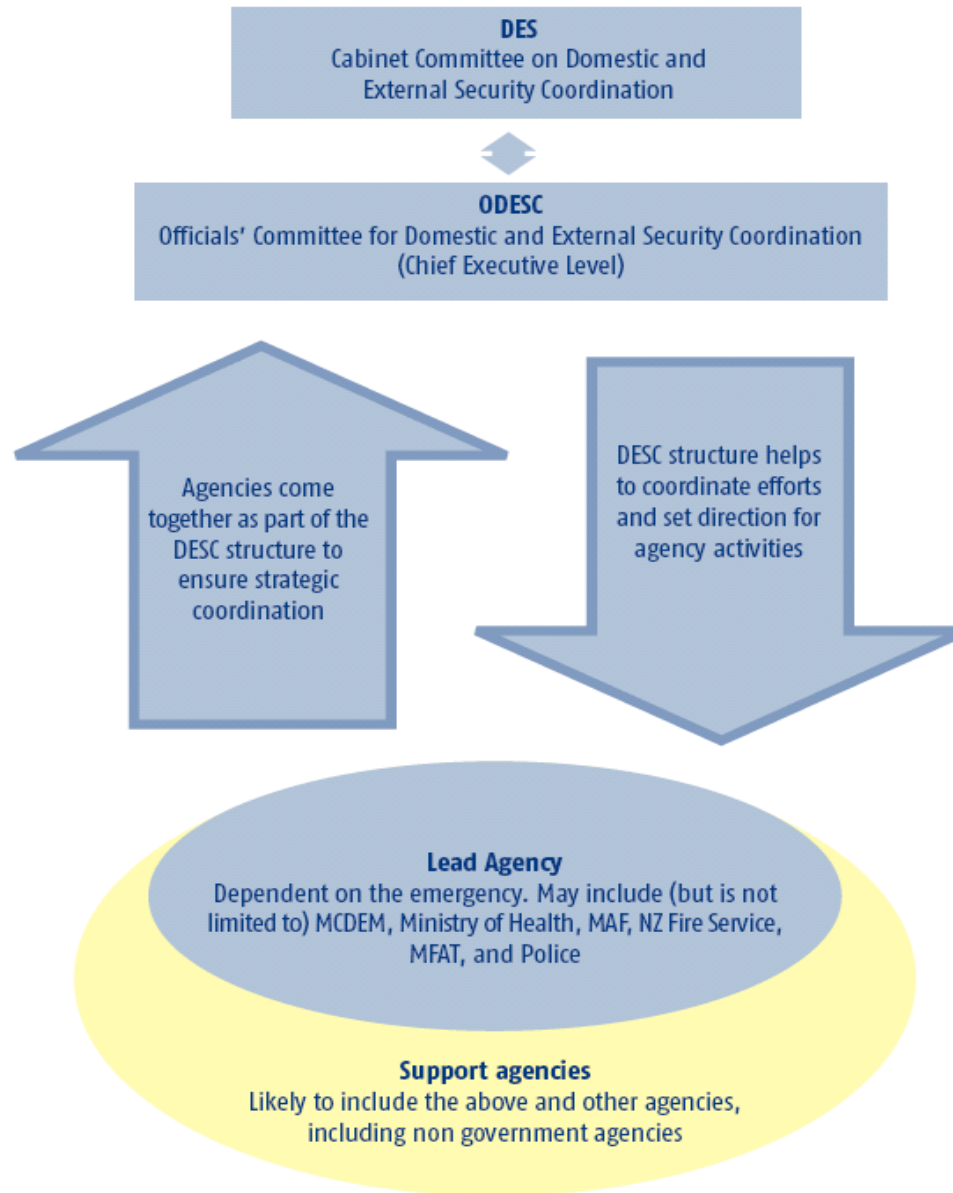 DES
Cabinet Committee on Domestic and
External Security Coordination
ODESC
Officials' Committee for Domestic and External Security Coordination
(Chief Executive Level)
Agencies come
together as part of the
DESC structure to
ensure strategic
coordination
DESC structure helps
to coordinate efforts
and set direction for
agency activities
Lead Agency
Dependent on the emergency. May include (but is not
limited to) MCDEM, Ministry of Health, MAF, NZ Fire Service,
MFAT, and Police
Support agencies
Likely to include the above and other agencies,
including non government agencies